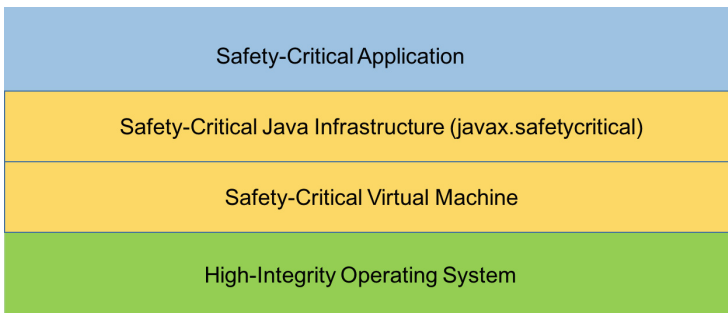 Safety-Critical Application
Safety-Critical Java Infrastructure (javax.safetycritical)
Safety-Critical Virtual Machine
High-Integrity Operating System